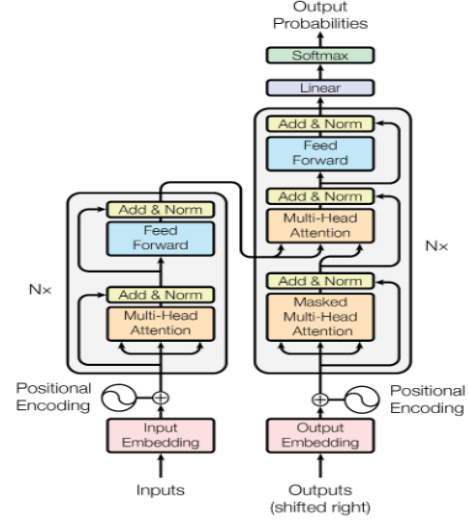 Output
Probabilities
Softmax
Linear
Add & Norm
Feed
Forward
Add & Norm
Multi-Head
Attention
Add & Norm
Masked
Multi-Head
Attention
N×
Positional
Encoding
Output
Embedding
Outputs
(shifted right)
Add & Norm
Feed
Forward
Add & Norm
Multi-Head
Attention
N×
Positional
Encoding
Input
Embedding
Inputs